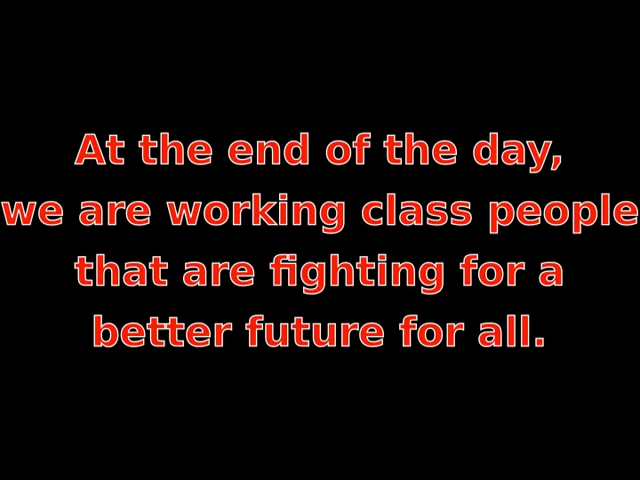 At the end of the day,
we are working class people
that are fighting for a
better future for all.